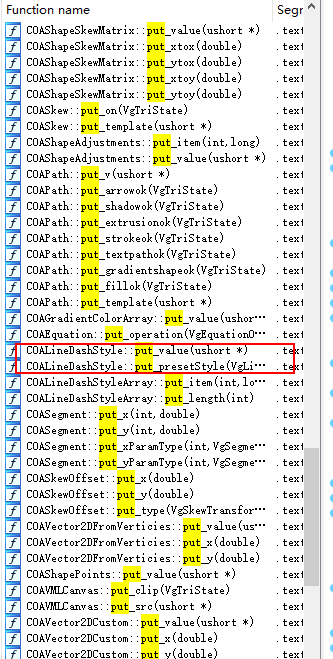 Function name Segr
COAShapeSkewMatrix::put_value(ushort *) .text
COAShapeSkewMatrix::put_xtox(double) .text
COAShapeSkewMatrix::put_ytox(double) .text
COAShapeSkewMatrix::put_xtoy(double) .text
COAShapeSkewMatrix::put_ytoy(double) .text
COASkew::put_on(VgTriState) .text
COASkew::put_template(ushort *) .text
COAShapeAdjustments::put_item(int,long) .text
COAShapeAdjustments::put_value(ushort *) .text
COAPath::put_v(ushort *) .text
COAPath::put_arrowok(VgTriState) .text
COAPath::put_shadowok(VgTriState) .text
COAPath::put_extrusionok(VgTriState) .text
COAPath::put_strokeok(VgTriState) .text
COAPath::put_textpathok(VgTriState) .text
COAPath::put_gradientshapeok(VgTriState) .text
COAPath::put_fillok(VgTriState) .text
COAPath::put_template(ushort *) .text
COAGradientColorArray::put_value(ushor… .text
COAEquation::put_operation(VgEquationO… .text
COALineDashStyle::put_value(ushort *) .text
COALineDashStyle::put_presetStyle(VgLi… .text
COALineDashStyleArray::put_item(int,lo… .text
COALineDashStyleArray::put_length(int) .text
COASegment::put_x(int,double) .text
COASegment::put_y(int,double) .text
COASegment::put_xParamType(int,VgSegme… .text
COASegment::put_yParamType(int,VgSegme… .text
COASkewOffset::put_x(double) .text
COASkewOffset::put_y(double) .text
COASkewOffset::put_type(VgSkewTransfor… .text
COAVector2DFromVerticies::put_value(us… .text
COAVector2DFromVerticies::put_x(double) .text
COAVector2DFromVerticies::put_y(double) .text
COAShapePoints::put_value(ushort *) .text
COAVMLCanvas::put_clip(VgTriState) .text
COAVMLCanvas::put_src(ushort *) .text
COAVector2DCustom::put_value(ushort *) .text
COAVector2DCustom::put_x(double) .text
COAVector2DCustom::put_y(double) .text